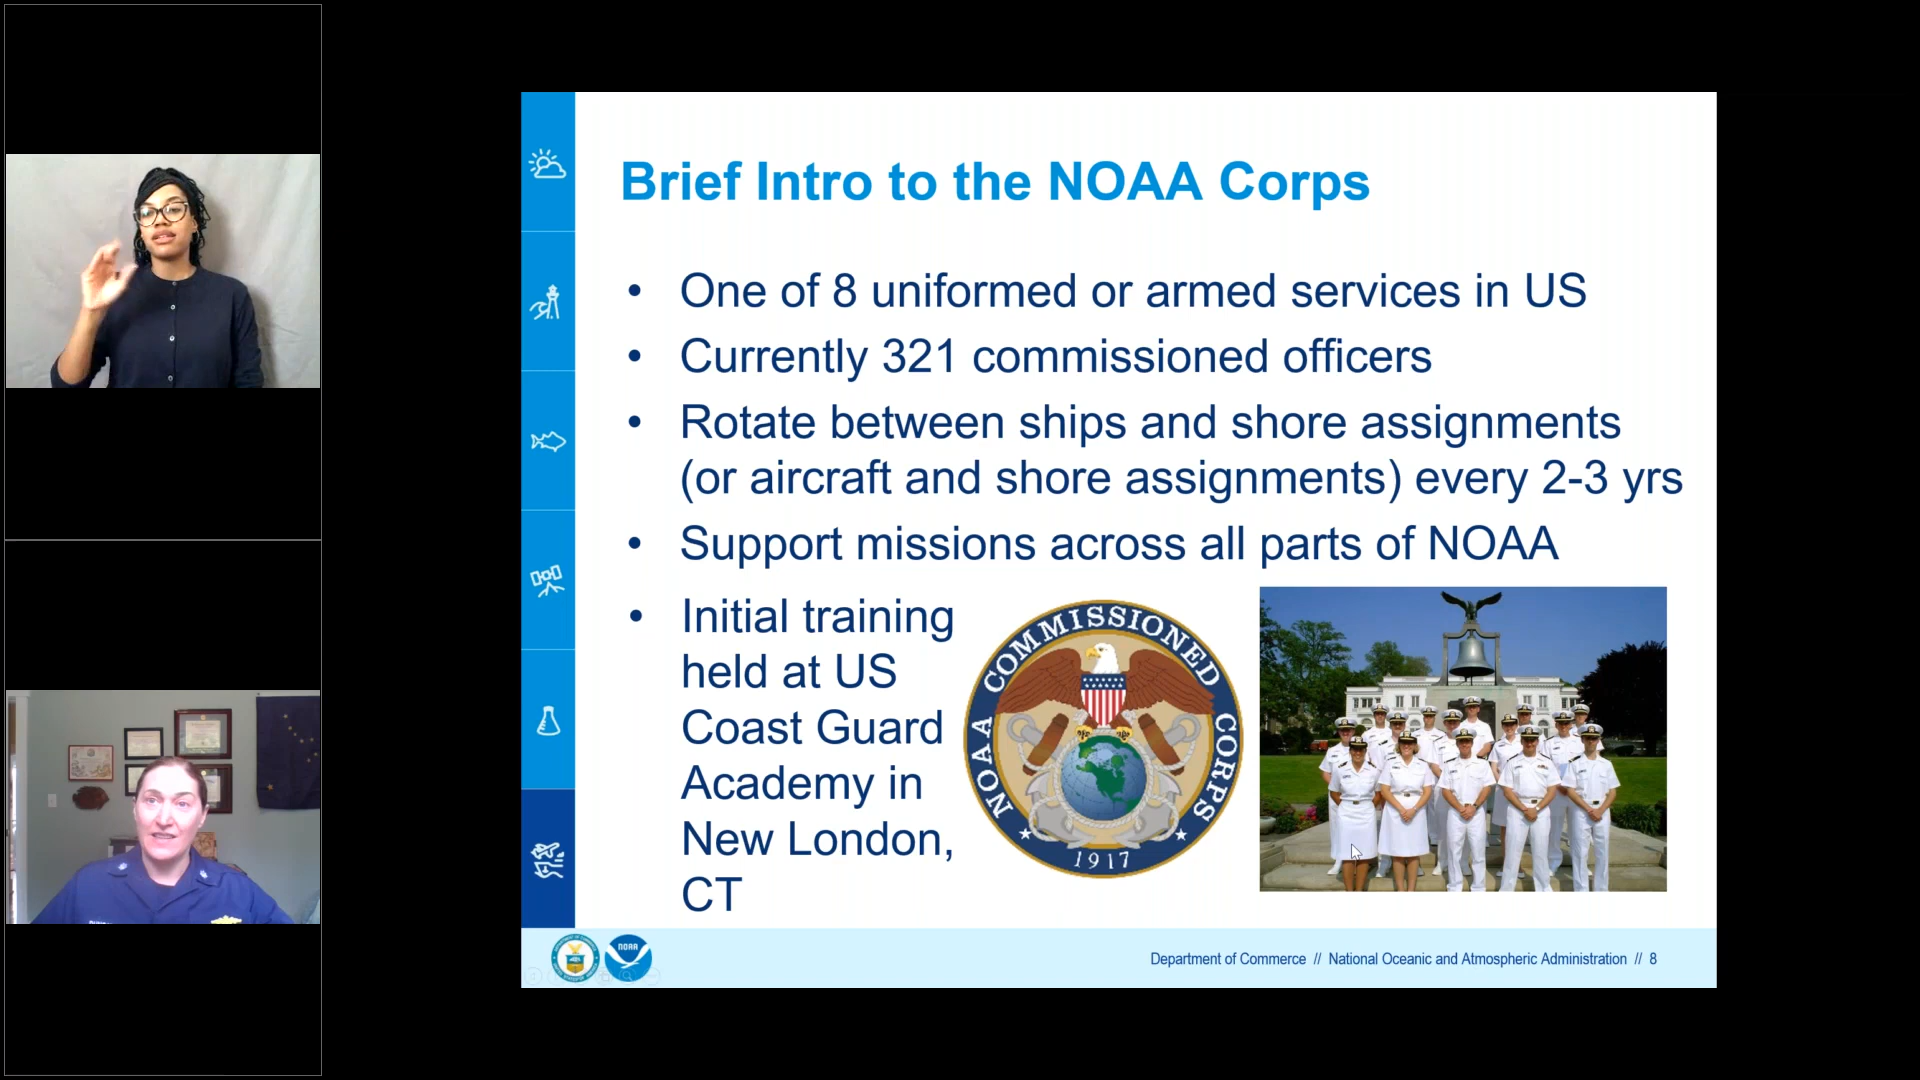 Brief Intro to the NOAA Corps
• One of 8 uniformed or armed services in US
• Currently 321 commissioned officers
• Rotate between ships and shore assignments
(or aircraft and shore assignments) every 2-3 yrs
• Support missions across all parts of NOAA
• Initial training
held at US
Coast Guard
Academy in
New London,
CT
NOAA COMMISSIONED CORPS
1917
NOAA
Department of Commerce // National Oceanic and Atmospheric Administration // 8